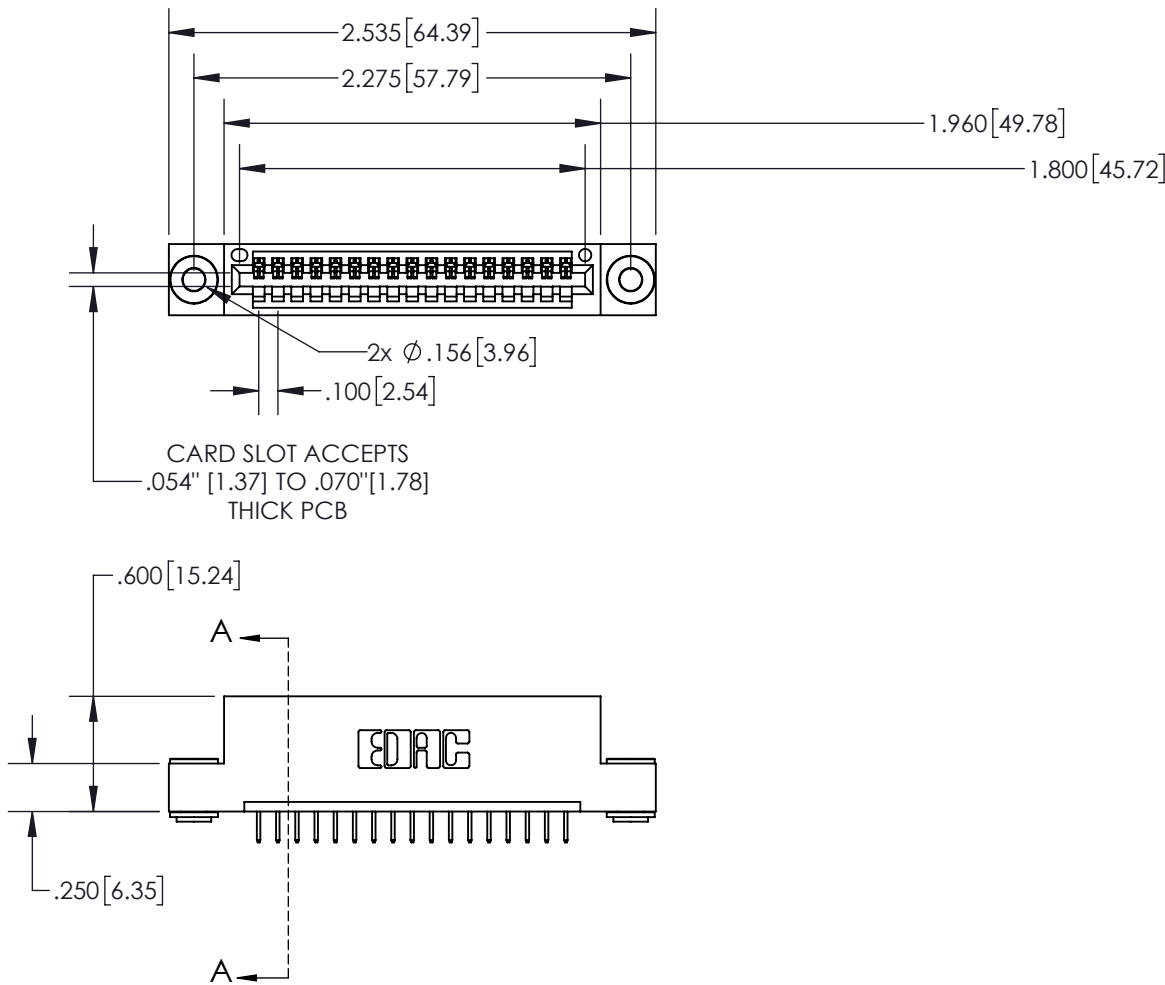 2.535[64.39]
2.275[57.79]
1.960[49.78]
1.800[45.72]
2x ∅.156[3.96]
.100[2.54]
CARD SLOT ACCEPTS
.054" [1.37] TO .070"[1.78]
THICK PCB
.600[15.24]
A
EDAC
.250[6.35]
A